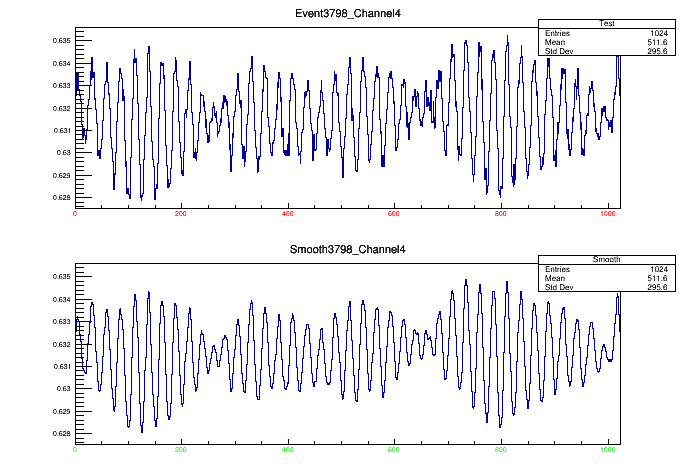 Event3798_Channel4
Test
Entries 1024
Mean 511.6
Std Dev 295.6
0.635
0.634
0.633
0.632
0.631
0.63
0.629
0.628
0 200 400 600 800 1000
Smooth3798_Channel4
Smooth
Entries 1024
Mean 511.6
Std Dev 295.6
0.635
0.634
0.633
0.632
0.631
0.63
0.629
0.628
0 200 400 600 800 1000